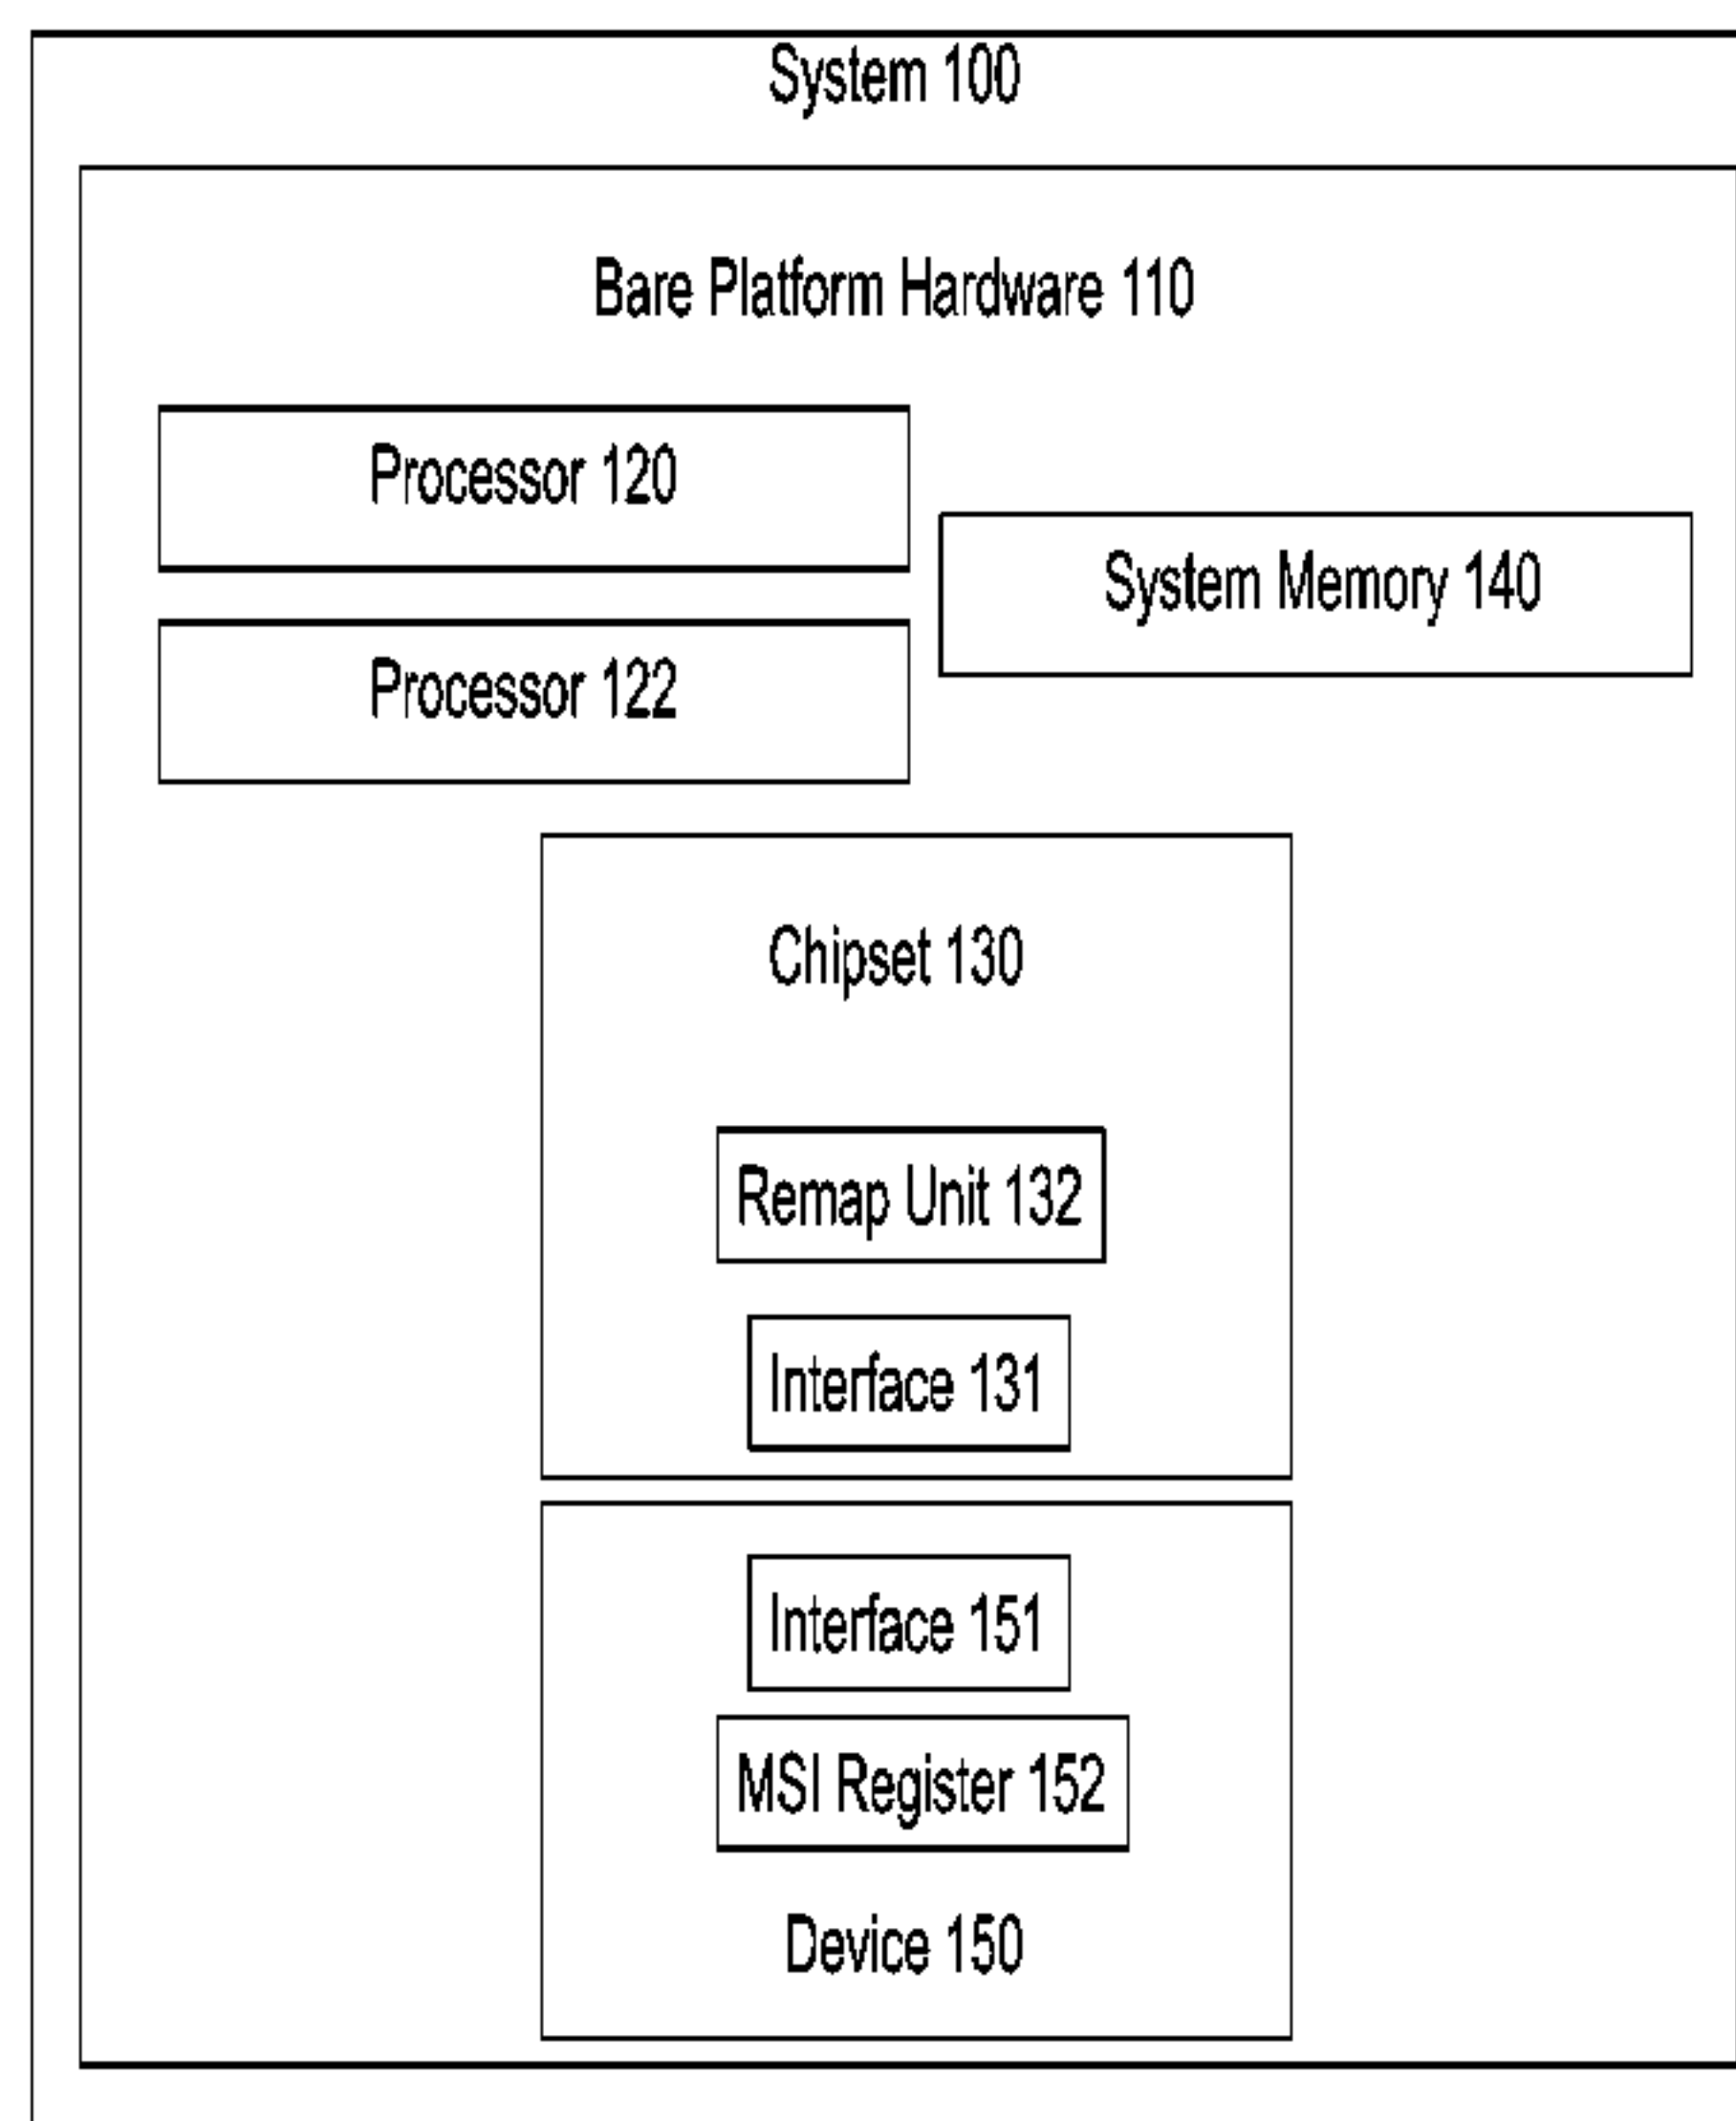 System 100
Bare Platform Hardware 110
Processor 120
System Memory 140
Processor 122
Chipset 130
Remap Unit 132
Interface 131
Interface 151
MSI Register 152
Device 150